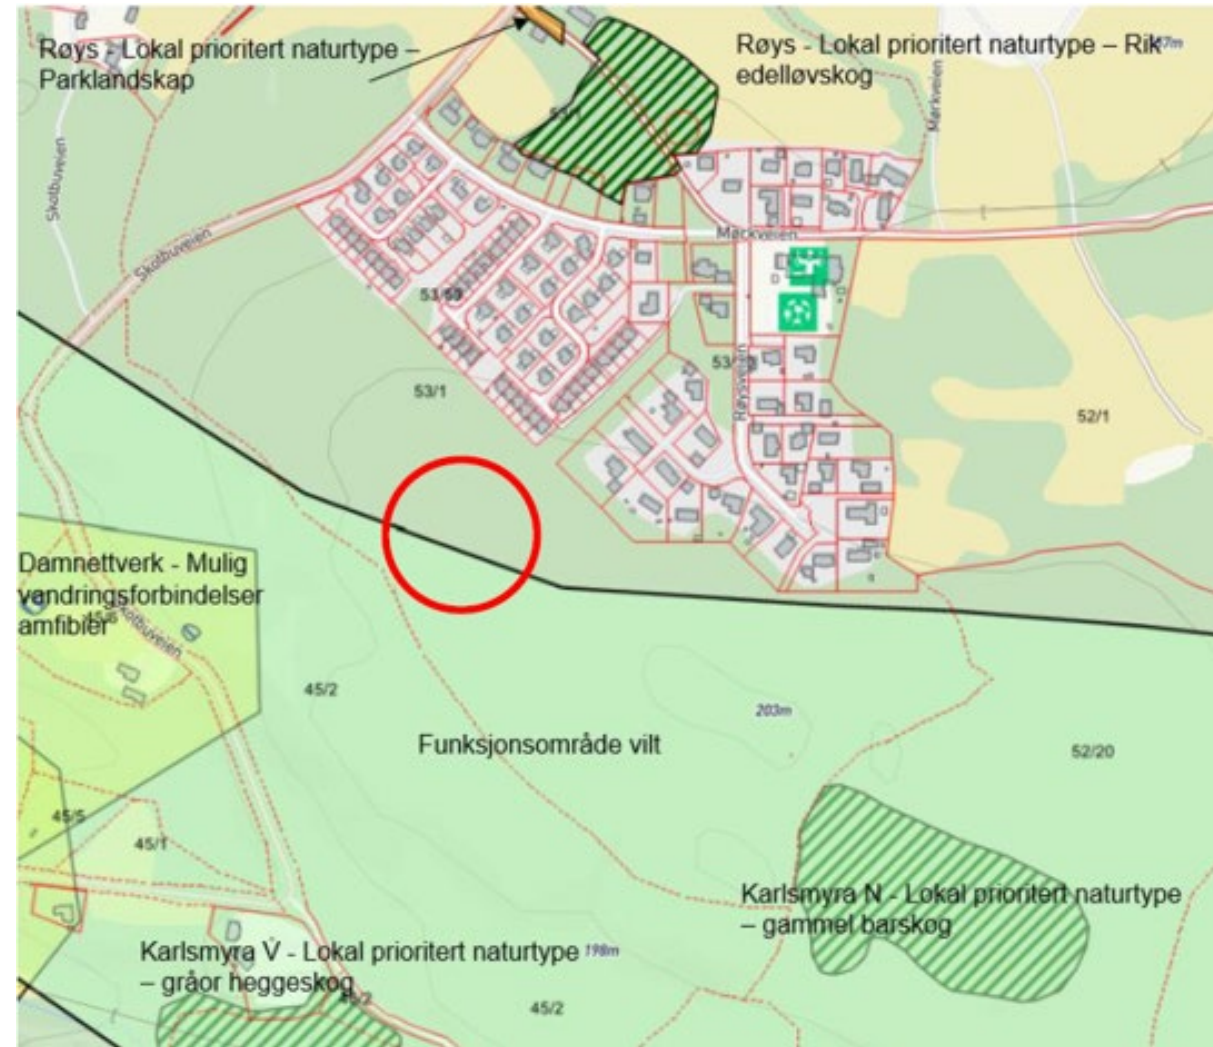 Røys - Lokal prioritert naturtype –
Parklandskap
Røys - Lokal prioritert naturtype – Rik
edelløvskog
Mørkveien
Skotbuveien
53/1
Skotbuveien
Mørkveien
53/53
53/1
Røysveien
52/1
Damnettverk - Mulig
vandringsforbindelser
amfibier
Skotbuveien
45/2
203m
Funksjonsområde vilt
52/20
45/5
45/1
Karlsmyra N - Lokal prioritert naturtype
– gammel barskog
Karlsmyra V - Lokal prioritert naturtype
– gråor heggeskog
198m
45/2
45/2